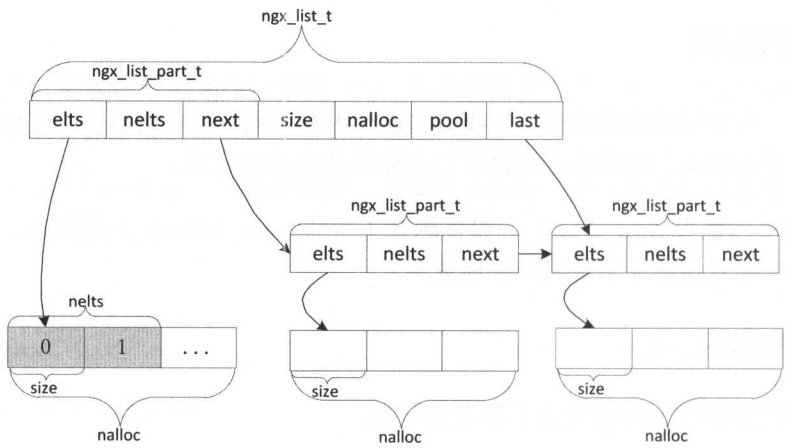 ngx_list_t
ngx_list_part_t
elts nelts next size nalloc pool last
ngx_list_part_t ngx_list_part_t
elts nelts next elts nelts next
nelts
0 1 ...
size size size
nalloc nalloc nalloc